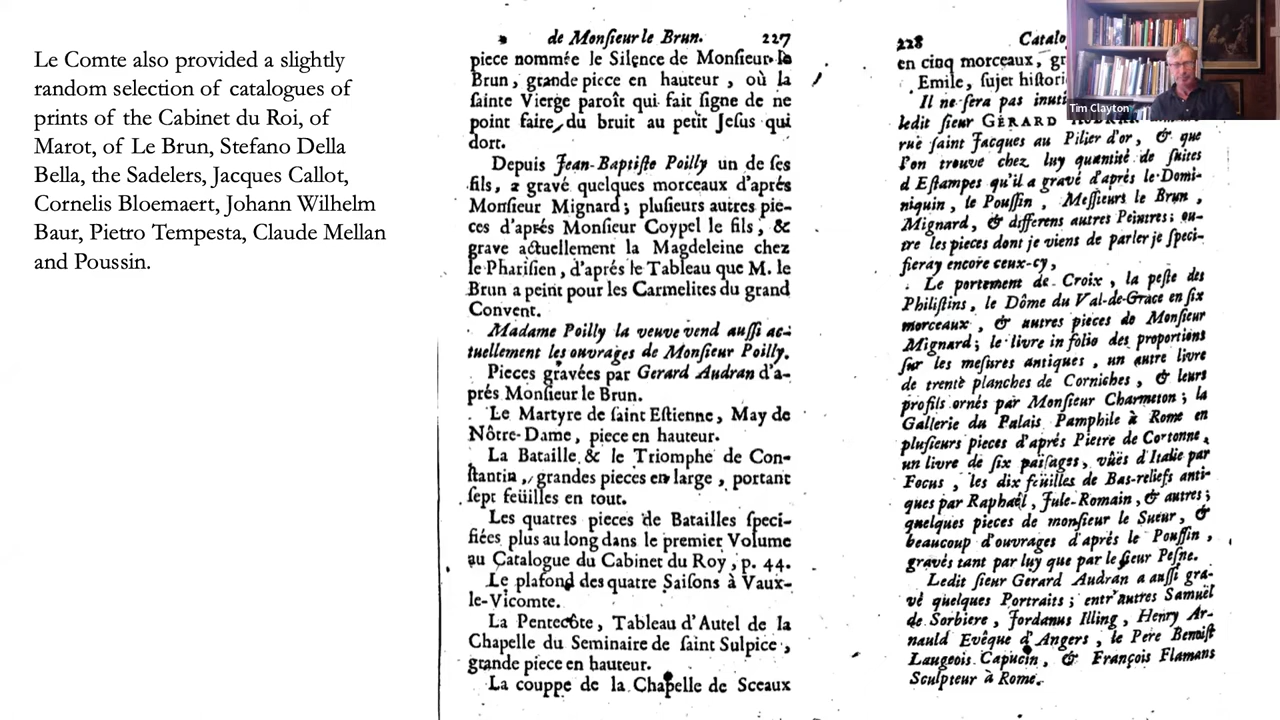 Le Comte also provided a slightly
random selection of catalogues of
prints of the Cabinet du Roi, of
Marot, of Le Brun, Stefano Della
Bella, the Sadelers, Jacques Callot,
Cornelis Bloemaert, Johann Wilhelm
Baur, Pietro Tempesta, Claude Mellan
and Poussin.
de Monſieur le Brun. 227
piece nommée le Silence de Monſieur le
Brun, grande piece en hauteur, où la
ſainte Vierge paroît qui fait ſigne de ne
point faire du bruit au petit Jeſus qui
dort.
Depuis Jean-Baptiſte Poilly un de ſes
fils, a gravé quelques morceaux d'aprés
Monſieur Mignard; pluſieurs autres pie-
ces d'aprés Monſieur Coypel le fils, &
grave actuellement la Magdeleine chez
le Phariſien, d'aprés le Tableau que M. le
Brun a peint pour les Carmelites du grand
Convent.
Madame Poilly la veuve vend auſſi ac-
tuellement les ouvrages de Monſieur Poilly.
Pieces gravées par Gerard Audran d'a-
prés Monſieur le Brun.
Le Martyre de ſaint Eſtienne, May de
Nôtre-Dame, piece en hauteur.
La Bataille & le Triomphe de Con-
ſtantin, grandes pieces en large, portant
ſept feüilles en tout.
Les quatres pieces de Batailles ſpeci-
fiées plus au long dans le premier Volume
au Catalogue du Cabinet du Roy, p. 44.
Le plafond des quatre Saiſons à Vaux-
le-Vicomte.
La Pentecôte, Tableau d'Autel de la
Chapelle du Seminaire de ſaint Sulpice,
grande piece en hauteur.
La couppe de la Chapelle de Sceaux
228 Catalo
en cinq morceaux, gr
Emile, ſujet hiſtori
Il ne ſera pas inuti
ledit ſieur GERARD
rue ſaint Jacques au Pilier d'or, & que
l'on trouve chez luy quantité de ſuites
d'Eſtampes qu'il a gravé d'aprés le Domi-
niquin, le Pouſſin, Meſſieurs le Brun,
Mignard, & differens autres Peintres; ou-
tre les pieces dont je viens de parler je ſpeci-
fieray encore ceux-cy,
Le portement de Croix, la peſte des
Philiſtins, le Dôme du Val-de-Grace en ſix
morceaux, & autres pieces de Monſieur
Mignard; le livre in folio des proportions
ſur les meſures antiques, un autre livre
de trente planches de Corniches, & leurs
profils ornés par Monſieur Charmeton; la
Gallerie du Palais Pamphile à Rome en
pluſieurs pieces d'aprés Pietre de Cortonne,
un livre de ſix païſages, vûës d'Italie par
Focus, les dix feüilles de Bas-reliefs anti-
ques par Raphaël, Jule-Romain, & autres;
quelques pieces de monſieur le Sueur, &
beaucoup d'ouvrages d'aprés le Pouſſin,
gravés tant par luy que par le ſieur Peſne.
Ledit ſieur Gerard Audran a auſſi gra-
vé quelques Portraits; entr'autres Samuël
de Sorbiere, Jordanus Illing, Henry Ar-
nauld Evêque d'Angers, le Pere Benoiſt
Laugeois Capucin, & François Flamans
Sculpteur à Rome.
Tim Clayton